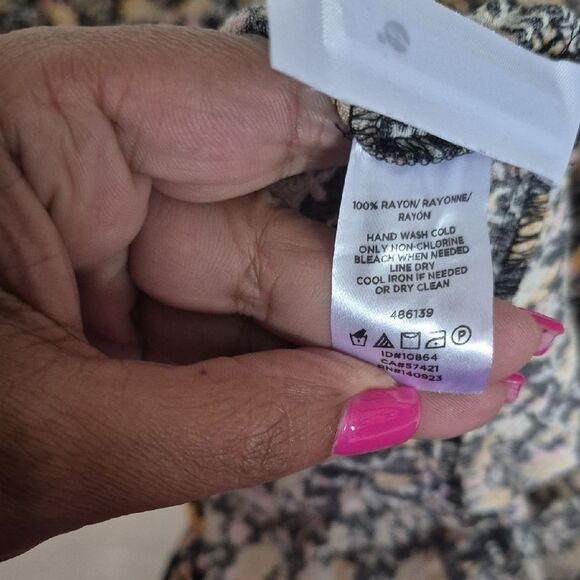 100% RAYON/ RAYONNE/
RAYON
HAND WASH COLD
ONLY NON-CHLORINE
BLEACH WHEN NEEDED
LINE DRY
COOL IRON IF NEEDED
OR DRY CLEAN
486139
P
ID#10864
CA#57421
RN#140923